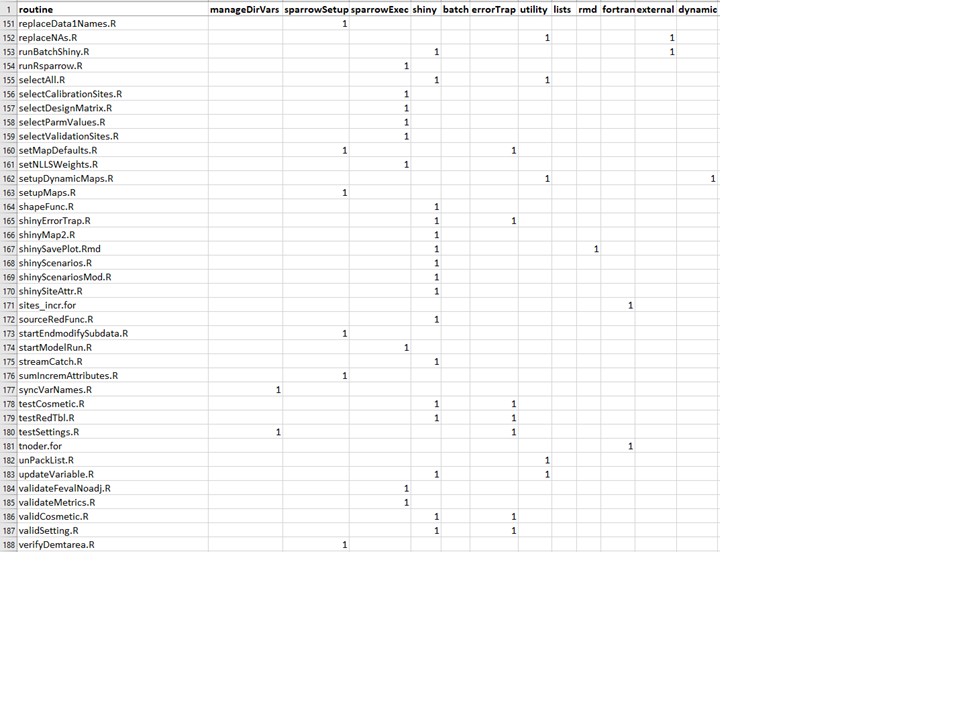 1 routine manageDirVars sparrowSetup sparrowExec shiny batch errorTrap utility lists rmd fortran external dynamic
151 replaceData1Names.R 1
152 replaceNAs.R 1 1
153 runBatchShiny.R 1 1
154 runRsparrow.R 1
155 selectAll.R 1 1
156 selectCalibrationSites.R 1
157 selectDesignMatrix.R 1
158 selectParmValues.R 1
159 selectValidationSites.R 1
160 setMapDefaults.R 1 1
161 setNLLSWeights.R 1
162 setupDynamicMaps.R 1 1
163 setupMaps.R 1
164 shapeFunc.R 1
165 shinyErrorTrap.R 1 1
166 shinyMap2.R 1
167 shinySavePlot.Rmd 1 1
168 shinyScenarios.R 1
169 shinyScenariosMod.R 1
170 shinySiteAttr.R 1
171 sites_incr.for 1
172 sourceRedFunc.R 1
173 startEndmodifySubdata.R 1
174 startModelRun.R 1
175 streamCatch.R 1
176 sumIncremAttributes.R 1
177 syncVarNames.R 1
178 testCosmetic.R 1 1
179 testRedTbl.R 1 1
180 testSettings.R 1 1
181 tnoder.for 1
182 unPackList.R 1
183 updateVariable.R 1 1
184 validateFevalNoadj.R 1
185 validateMetrics.R 1
186 validCosmetic.R 1 1
187 validSetting.R 1 1
188 verifyDemtarea.R 1